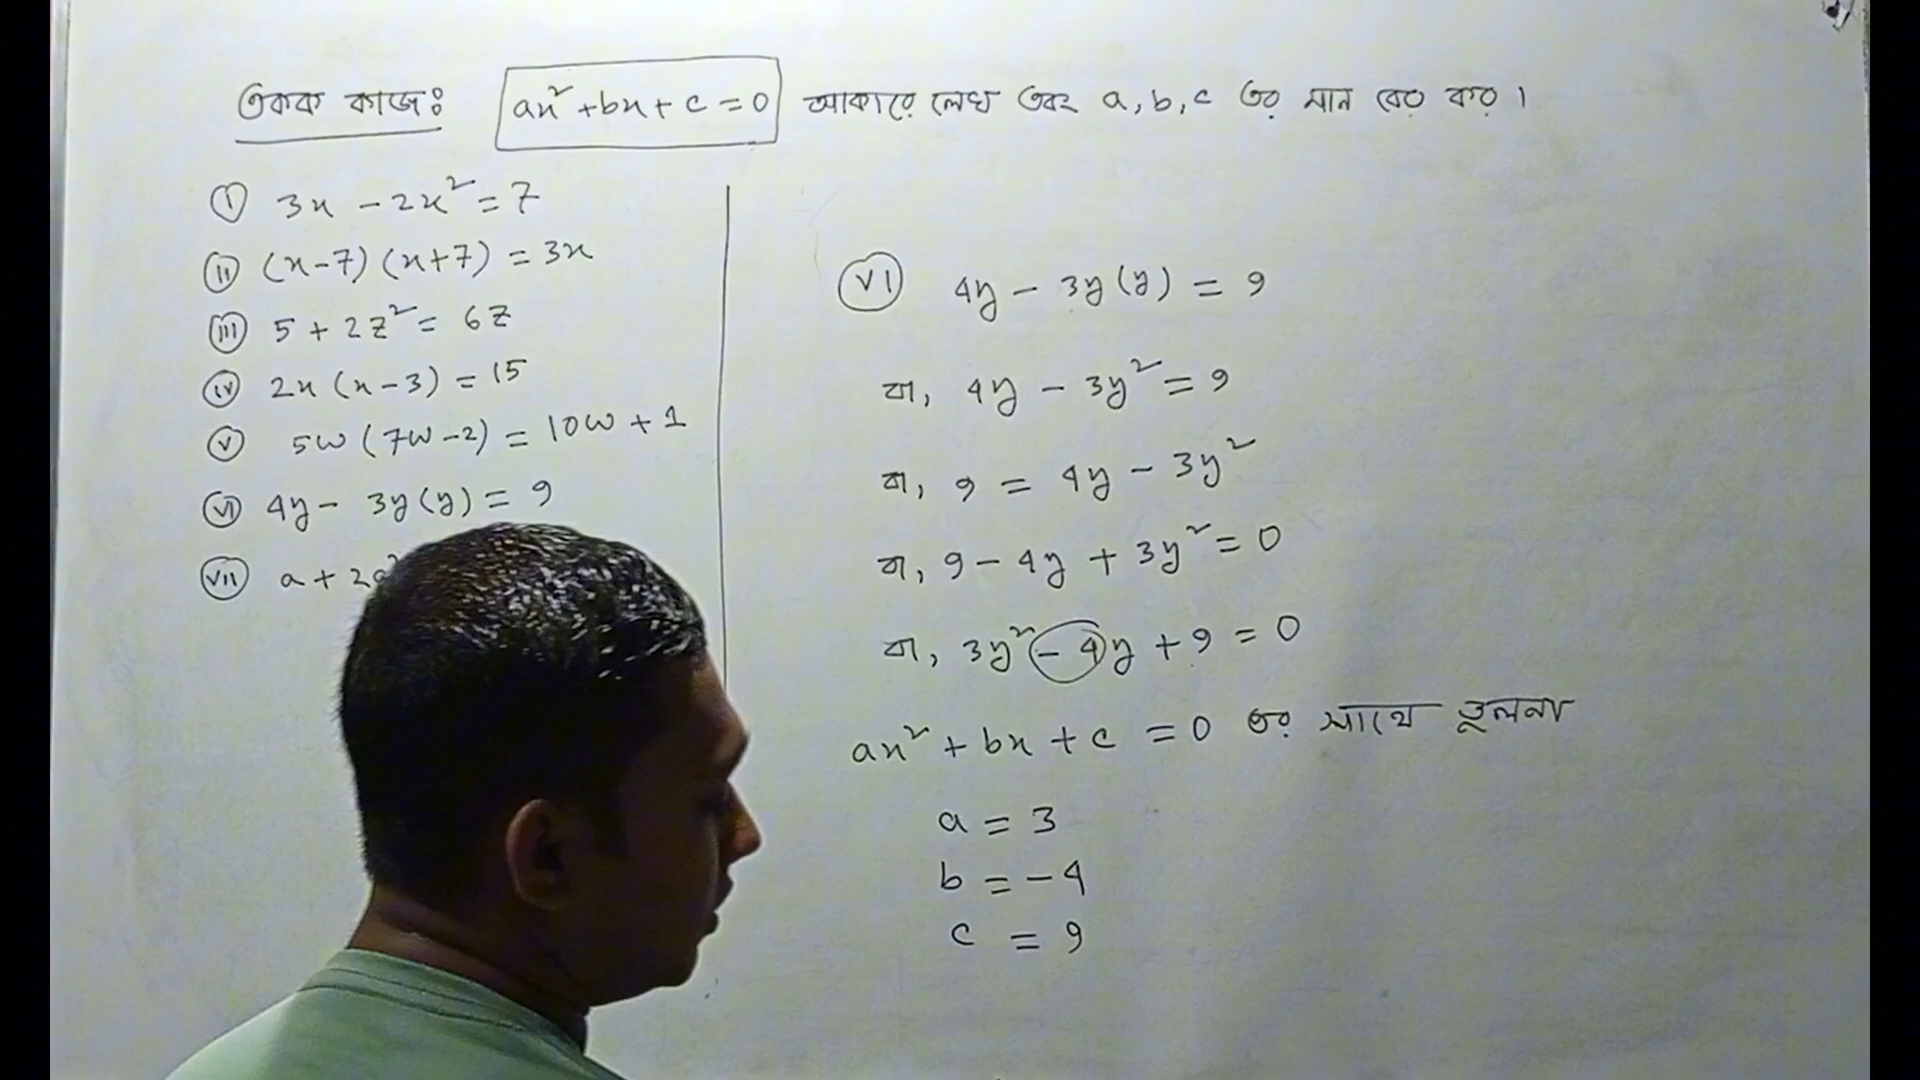 একক কাজঃ ax² + bx + c = 0 আকারে লেখ এবং a, b, c এর মান বের কর।
i 3x - 2x² = 7
ii (x-7) (x+7) = 3x
iii 5 + 2z² = 6z
iv 2x (x-3) = 15
v 5w (7w-2) = 10w + 1
vi 4y - 3y(y) = 9
vii a + 2
vi 4y - 3y(y) = 9
বা, 4y - 3y² = 9
বা, 9 = 4y - 3y²
বা, 9 - 4y + 3y² = 0
বা, 3y² - 4y + 9 = 0
ax² + bx + c = 0 এর সাথে তুলনা
a = 3
b = -4
c = 9